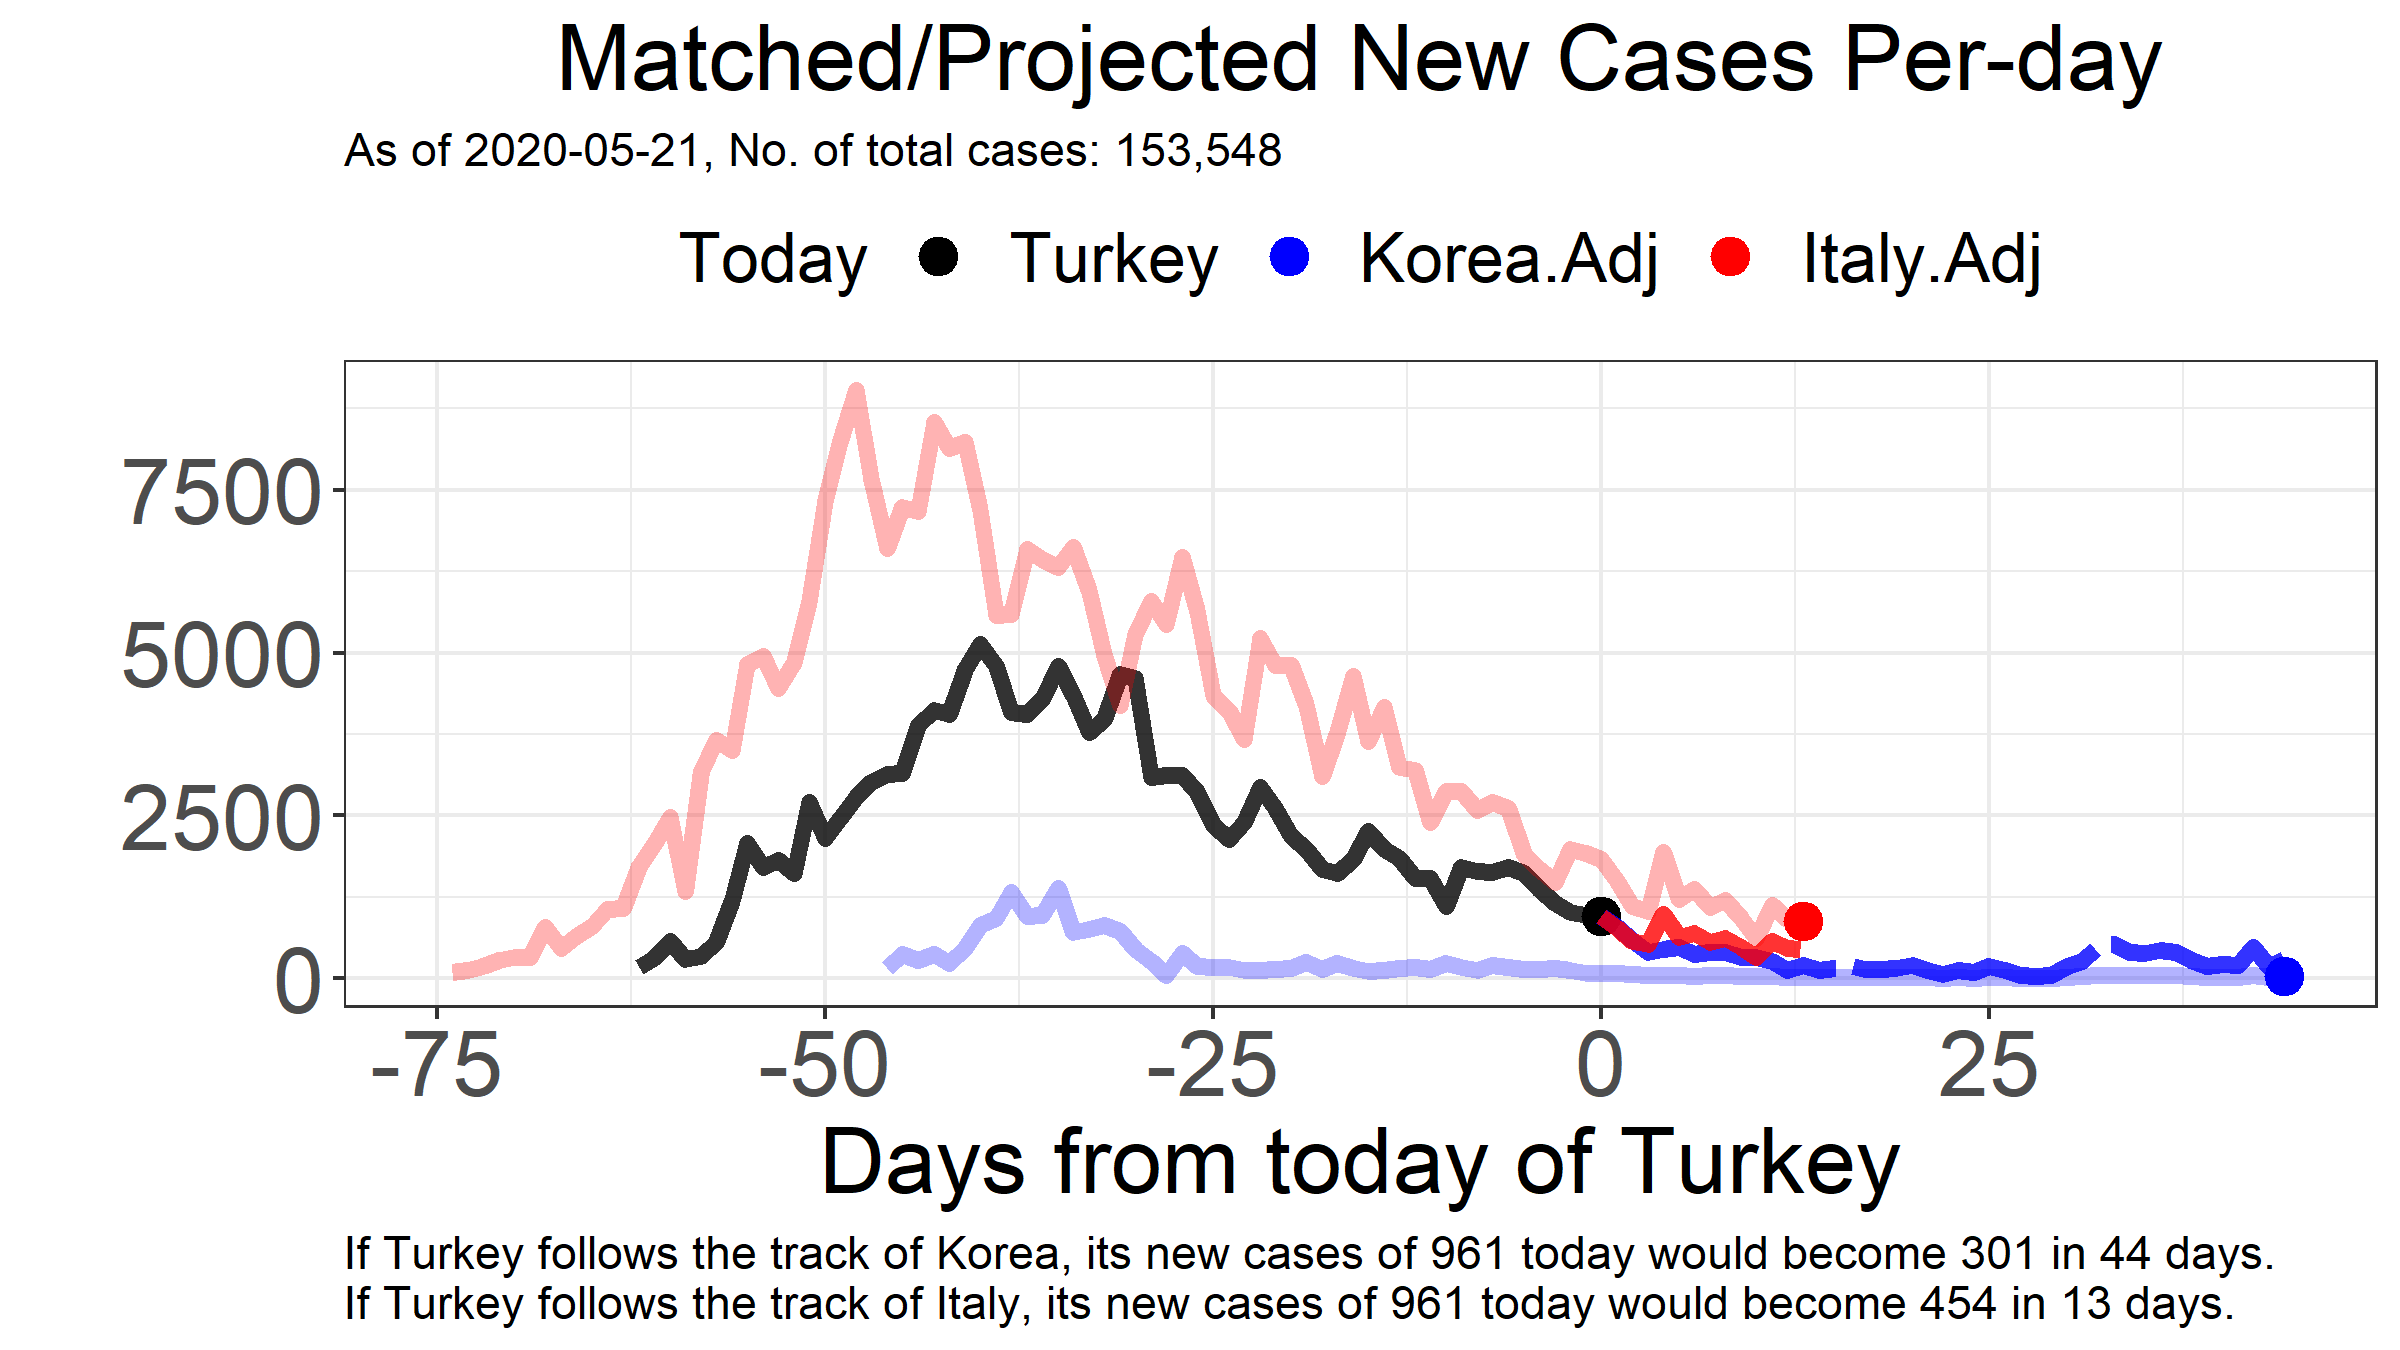 Matched/Projected New Cases Per-day
As of 2020-05-21, No. of total cases: 153,548
Today Turkey Korea.Adj Italy.Adj
7500
5000
2500
0
-75 -50 -25 0 25
Days from today of Turkey
If Turkey follows the track of Korea, its new cases of 961 today would become 301 in 44 days.
If Turkey follows the track of Italy, its new cases of 961 today would become 454 in 13 days.